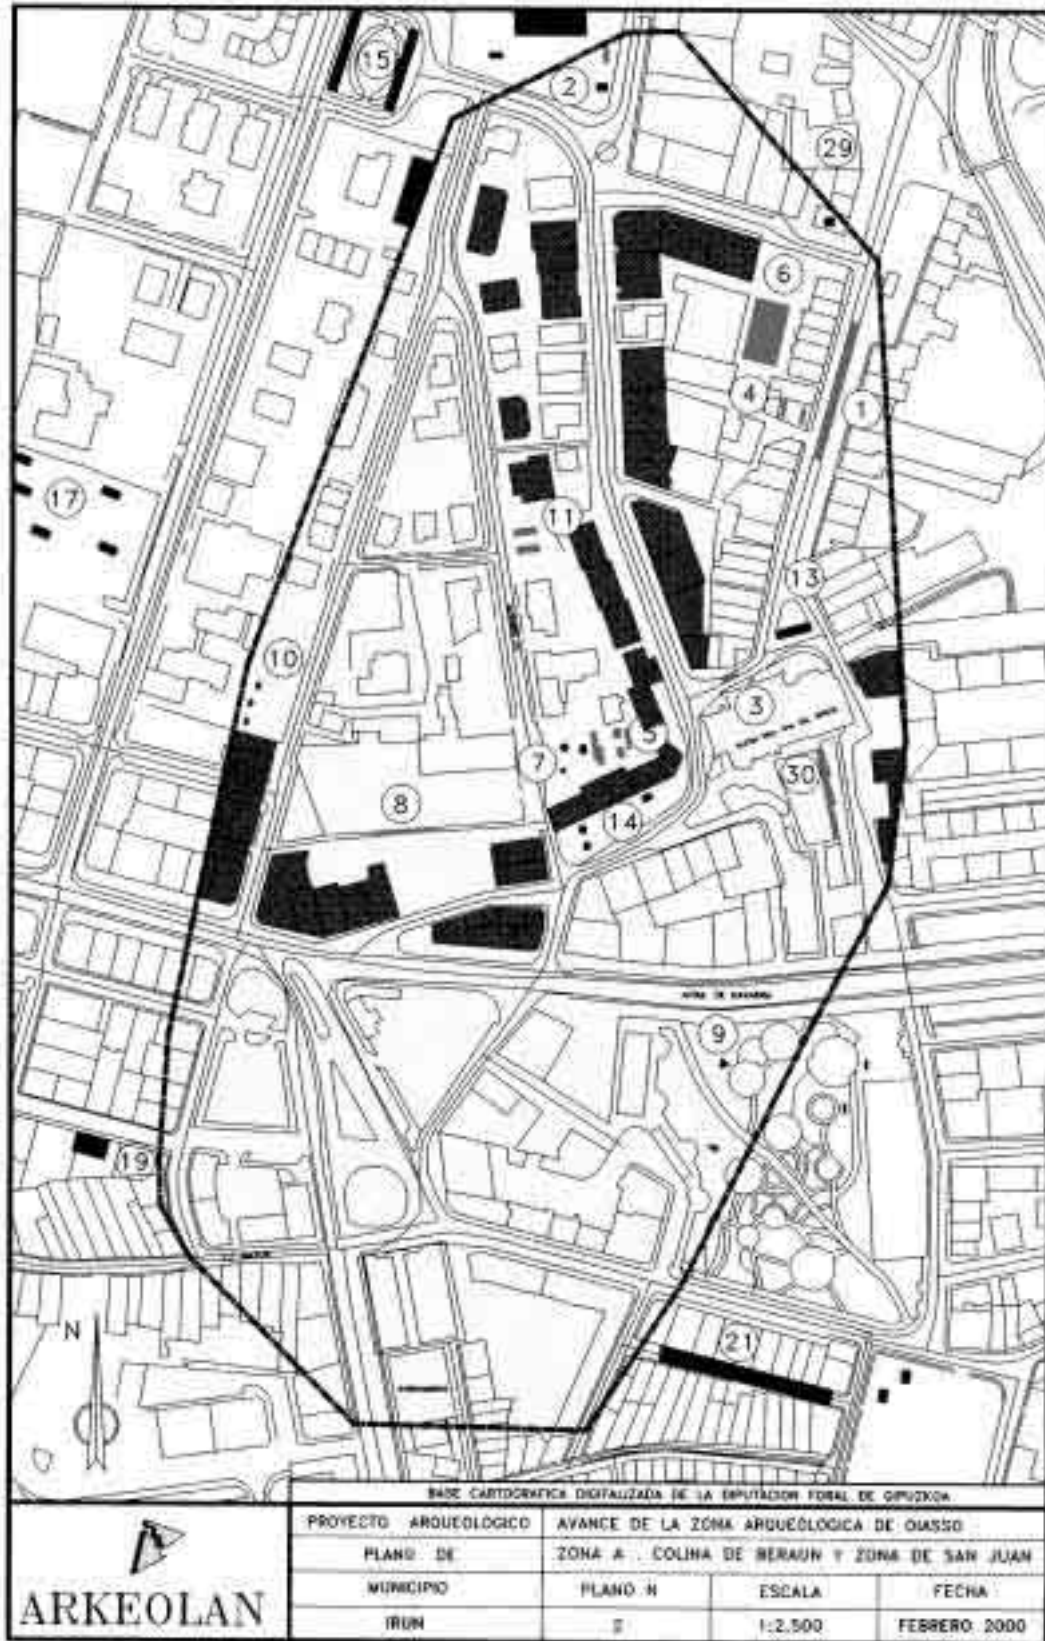 15
2
29
6
4
1
17
11
13
10
3
5
7
30
8
14
9
19
21
N
BASE CARTOGRAFICA DIGITALIZADA DE LA DIPUTACION FORAL DE GIPUZKOA
PROYECTO ARQUEOLOGICO
AVANCE DE LA ZONA ARQUEOLOGICA DE OIASSO
PLANO DE
ZONA A . COLINA DE BERAUN Y ZONA DE SAN JUAN
MUNICIPIO
PLANO N
ESCALA
FECHA
IRUN
2
1:2.500
FEBRERO 2000
ARKEOLAN